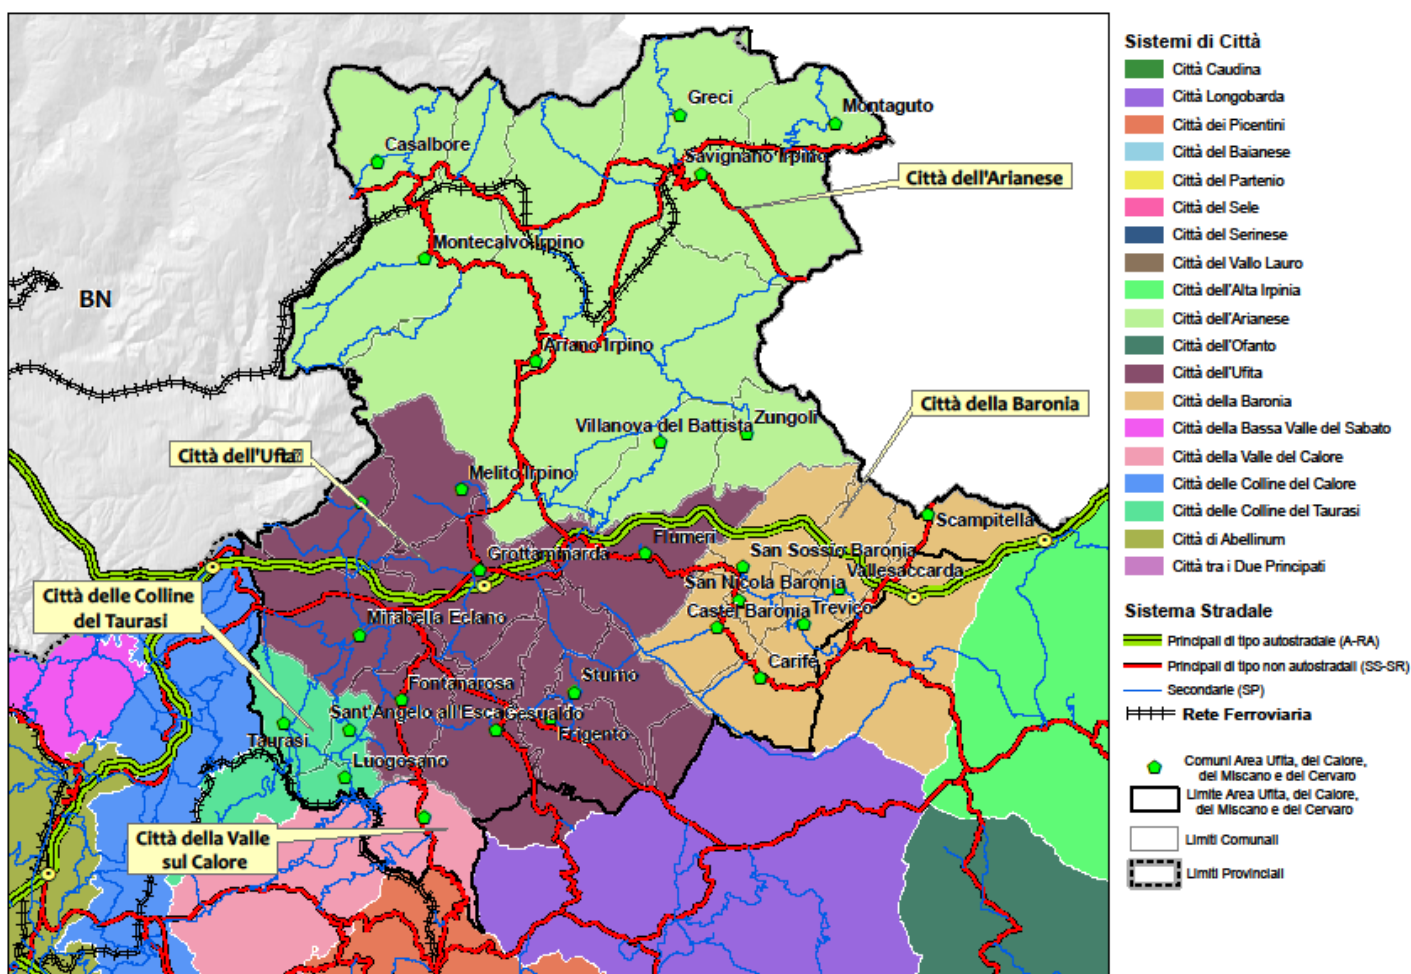 Greci
Montaguto
Casalbore
Savignano Irpino
Città dell'Arianese
Montecalvo Irpino
BN
Ariano Irpino
Città della Baronia
Villanova del Battista
Zungoli
Città dell'Ufita
Melito Irpino
Scampitella
Flumeri
Grottaminarda
San Sossio Baronia
Vallesaccarda
San Nicola Baronia
Città delle Colline
del Taurasi
Castel Baronia
Trevico
Mirabella Eclano
Carife
Sturno
Fontanarosa
Sant'Angelo all'Esca
Gesualdo
Frigento
Taurasi
Luogosano
Città della Valle
sul Calore
Sistemi di Città
Città Caudina
Città Longobarda
Città dei Picentini
Città del Baianese
Città del Partenio
Città del Sele
Città del Serinese
Città del Vallo Lauro
Città dell'Alta Irpinia
Città dell'Arianese
Città dell'Ofanto
Città dell'Ufita
Città della Baronia
Città della Bassa Valle del Sabato
Città della Valle del Calore
Città delle Colline del Calore
Città delle Colline del Taurasi
Città di Abellinum
Città tra i Due Principati
Sistema Stradale
Principali di tipo autostradale (A-RA)
Principali di tipo non autostradali (SS-SR)
Secondarie (SP)
Rete Ferroviaria
Comuni Area Ufita, del Calore,
del Miscano e del Cervaro
Limite Area Ufita, del Calore,
del Miscano e del Cervaro
Limiti Comunali
Limiti Provinciali